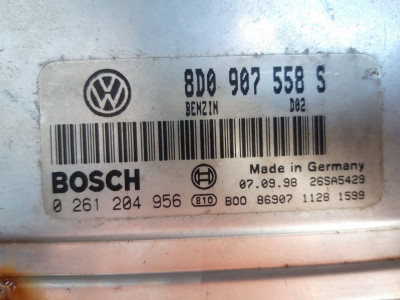 8D0 907 558 S
BENZIN D02
BOSCH Made in Germany
07.09.98 26SA5429
0 261 204 956 810 B00 86907 1128 1599